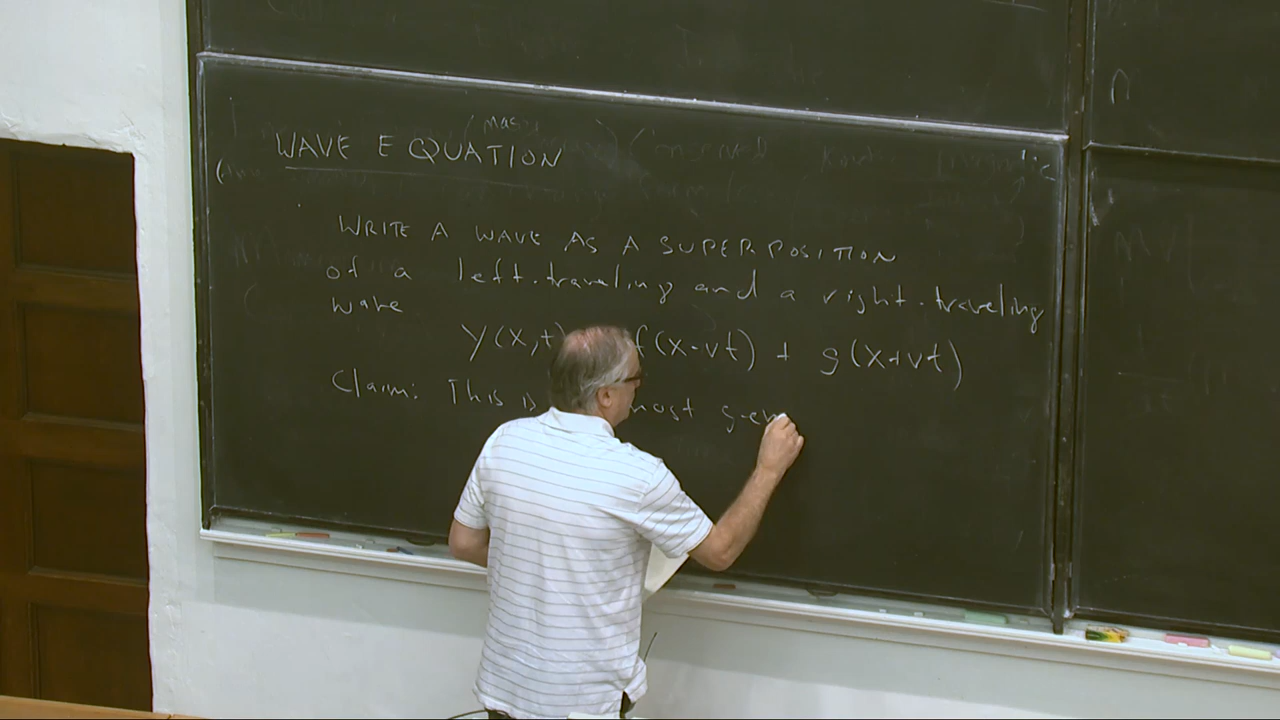 WAVE EQUATION
WRITE A WAVE AS A SUPERPOSITION
of a left-traveling and a right-traveling
wave
y(x,t) f(x-vt) + g(x+vt)
Claim: This is most gen